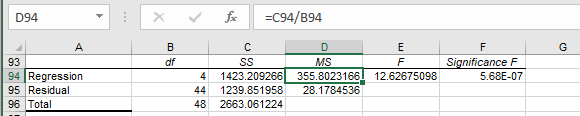 D94 fx =C94/B94
A B C D E F G
93 df SS MS F Significance F
94 Regression 4 1423.209266 355.8023166 12.62675098 5.68E-07
95 Residual 44 1239.851958 28.1784536
96 Total 48 2663.061224